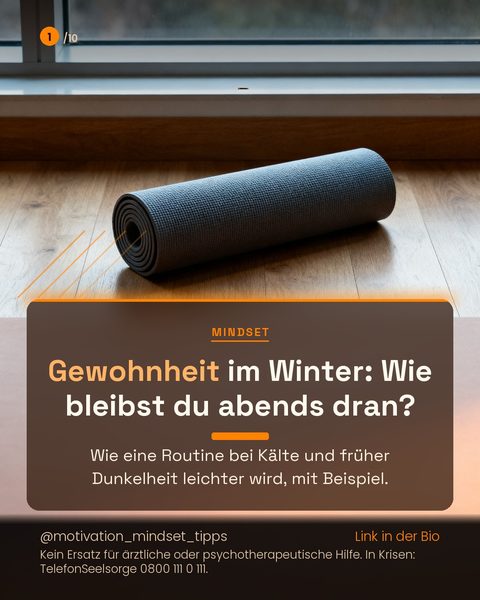 1 /10
MINDSET
Gewohnheit im Winter: Wie
bleibst du abends dran?
Wie eine Routine bei Kälte und früher
Dunkelheit leichter wird, mit Beispiel.
@motivation_mindset_tipps Link in der Bio
Kein Ersatz für ärztliche oder psychotherapeutische Hilfe. In Krisen:
TelefonSeelsorge 0800 111 0 111.